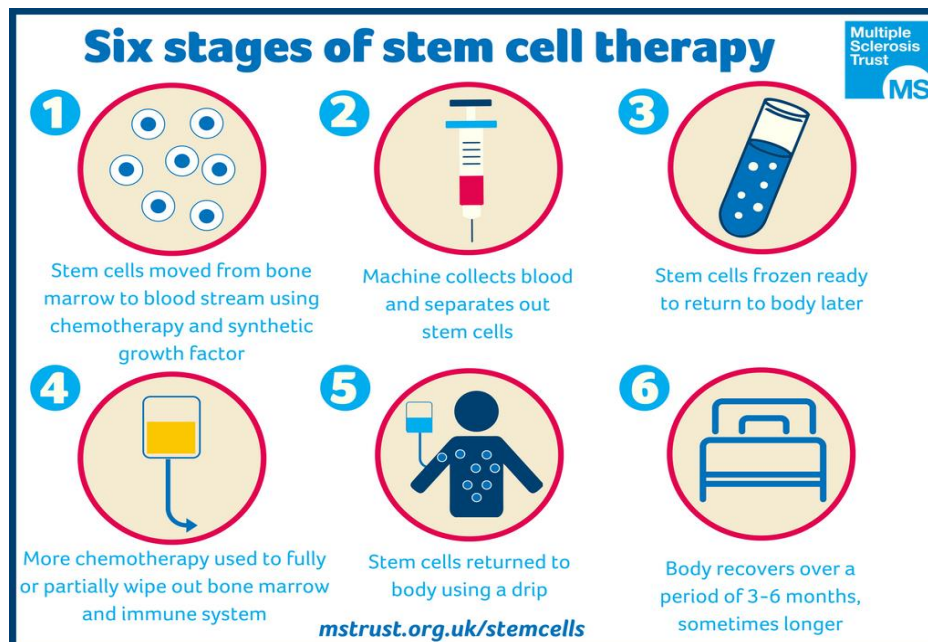 Six stages of stem cell therapy
Multiple
Sclerosis
Trust
MS
1
Stem cells moved from bone
marrow to blood stream using
chemotherapy and synthetic
growth factor
2
Machine collects blood
and separates out
stem cells
3
Stem cells frozen ready
to return to body later
4
More chemotherapy used to fully
or partially wipe out bone marrow
and immune system
5
Stem cells returned to
body using a drip
6
Body recovers over a
period of 3-6 months,
sometimes longer
mstrust.org.uk/stemcells